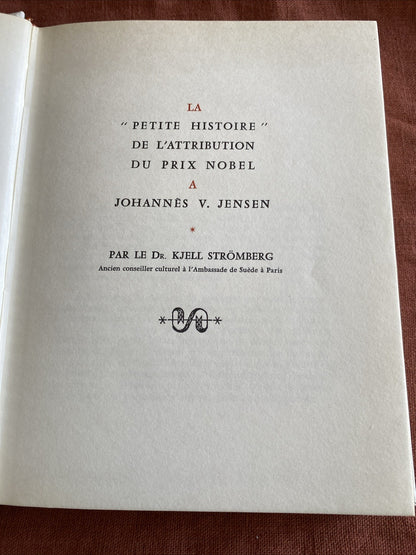 LA
" PETITE HISTOIRE "
DE L'ATTRIBUTION
DU PRIX NOBEL
A
JOHANNÈS V. JENSEN
*
PAR LE DR. KJELL STRÖMBERG
Ancien conseiller culturel à l'Ambassade de Suède à Paris